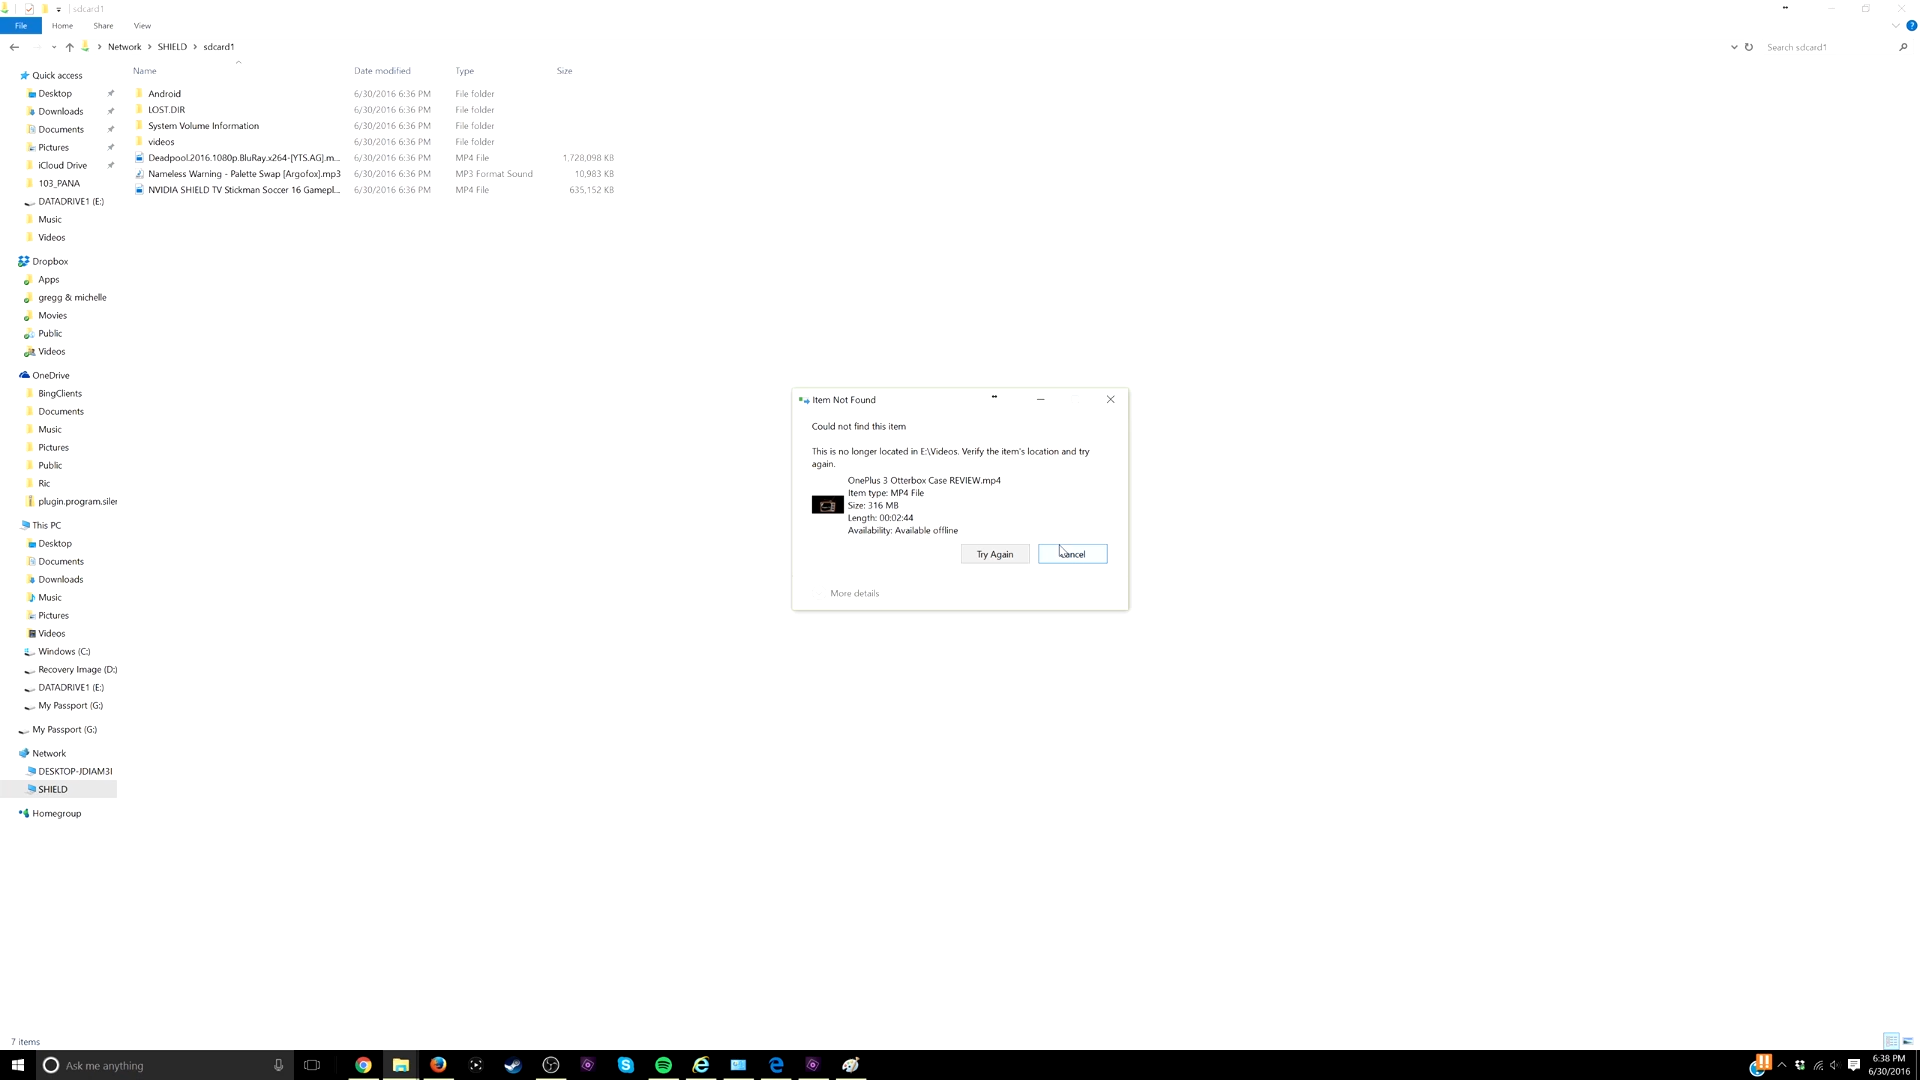 sdcard1
File Home Share View
Network > SHIELD > sdcard1
Search sdcard1
Name Date modified Type Size
Android 6/30/2016 6:36 PM File folder
LOST.DIR 6/30/2016 6:36 PM File folder
System Volume Information 6/30/2016 6:36 PM File folder
videos 6/30/2016 6:36 PM File folder
Deadpool.2016.1080p.BluRay.x264-[YTS.AG].m... 6/30/2016 6:36 PM MP4 File 1,728,098 KB
Nameless Warning - Palette Swap [Argofox].mp3 6/30/2016 6:36 PM MP3 Format Sound 10,983 KB
NVIDIA SHIELD TV Stickman Soccer 16 Gamepl... 6/30/2016 6:36 PM MP4 File 635,152 KB
Quick access
Desktop
Downloads
Documents
Pictures
iCloud Drive
103_PANA
DATADRIVE1 (E:)
Music
Videos
Dropbox
Apps
gregg & michelle
Movies
Public
Videos
OneDrive
BingClients
Documents
Music
Pictures
Public
Ric
plugin.program.siler
This PC
Desktop
Documents
Downloads
Music
Pictures
Videos
Windows (C:)
Recovery Image (D:)
DATADRIVE1 (E:)
My Passport (G:)
My Passport (G:)
Network
DESKTOP-JDIAM3I
SHIELD
Homegroup
Item Not Found
Could not find this item
This is no longer located in E:\Videos. Verify the item's location and try
again.
OnePlus 3 Otterbox Case REVIEW.mp4
Item type: MP4 File
Size: 316 MB
Length: 00:02:44
Availability: Available offline
Try Again Cancel
More details
7 items
Ask me anything
6:38 PM
6/30/2016